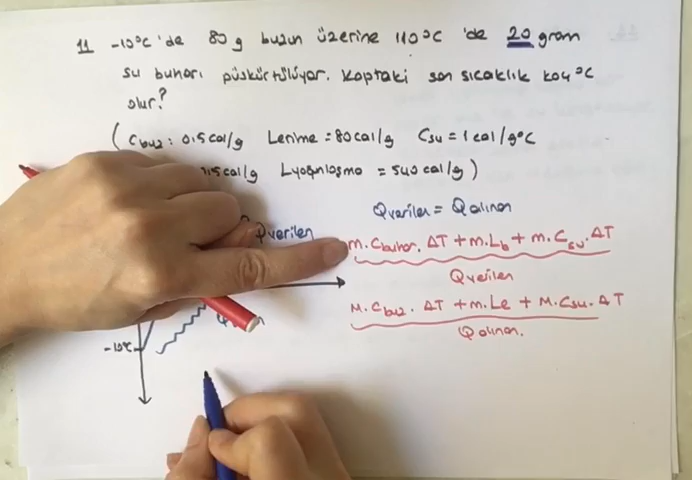 11 -10°C 'de 80 g buzun üzerine 110°C 'de 20 gram
su buharı püskürtülüyor. Kaptaki son sıcaklık kaç °C
olur?
( Cbuz : 0,5 cal/g Lerime = 80 cal/g Csu = 1 cal/g°C
cal/g Lyoğunlaşma = 540 cal/g )
Qverilen = Qalınan
Qverilen
m. Cbuhar. ΔT + m.Lb + m. Csu. ΔT
Qverilen
M. Cbuz . ΔT + m.Le + M. Csu. ΔT
Qalınan.
-10°C